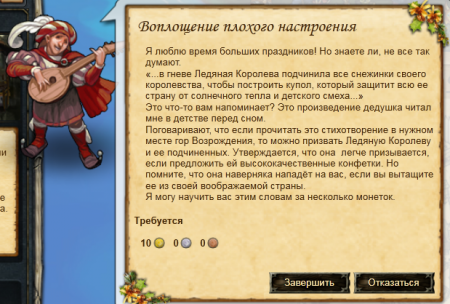 Воплощение плохого настроения
Я люблю время больших праздников! Но знаете ли, не все так
думают.
«...в гневе Ледяная Королева подчинила все снежинки своего
королевства, чтобы построить купол, который защитит всю ее
страну от солнечного тепла и детского смеха...»
Это что-то вам напоминает? Это произведение дедушка читал
мне в детстве перед сном.
Поговаривают, что если прочитать это стихотворение в нужном
месте гор Возрождения, то можно призвать Ледяную Королеву
и ее подчиненных. Утверждается, что она легче призывается,
если предложить ей высококачественные конфетки. Но
помните, что она наверняка нападёт на вас, если вы вытащите
ее из своей воображаемой страны.
Я могу научить вас этим словам за несколько монеток.
Требуется
10 0 0
Завершить Отказаться